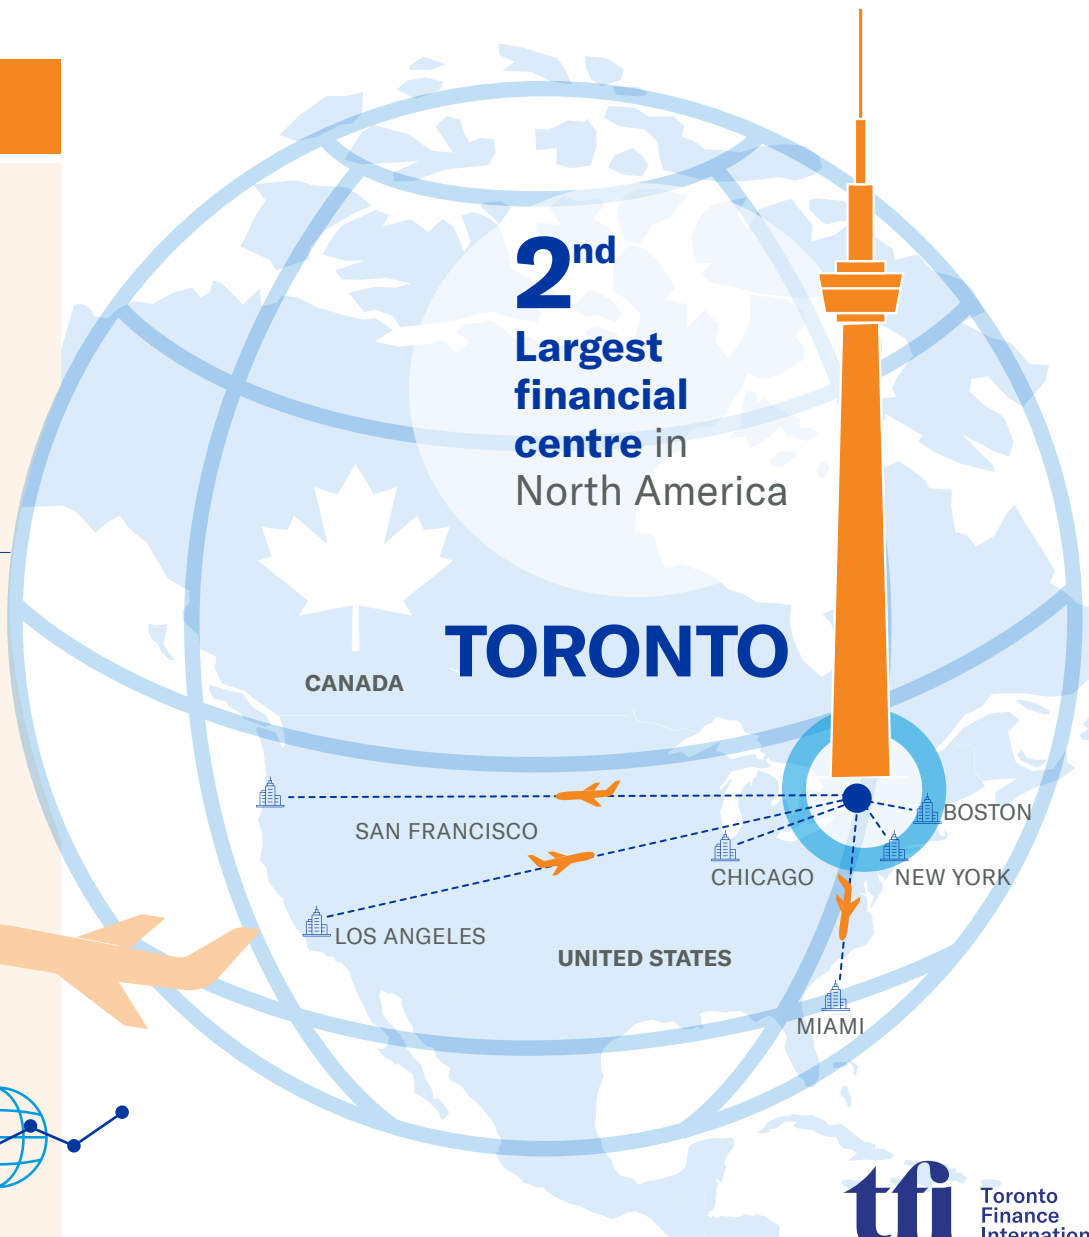 2nd
Largest
financial
centre in
North America
TORONTO
CANADA
BOSTON
SAN FRANCISCO
CHICAGO
NEW YORK
LOS ANGELES
UNITED STATES
MIAMI
tfi
Toronto
Finance